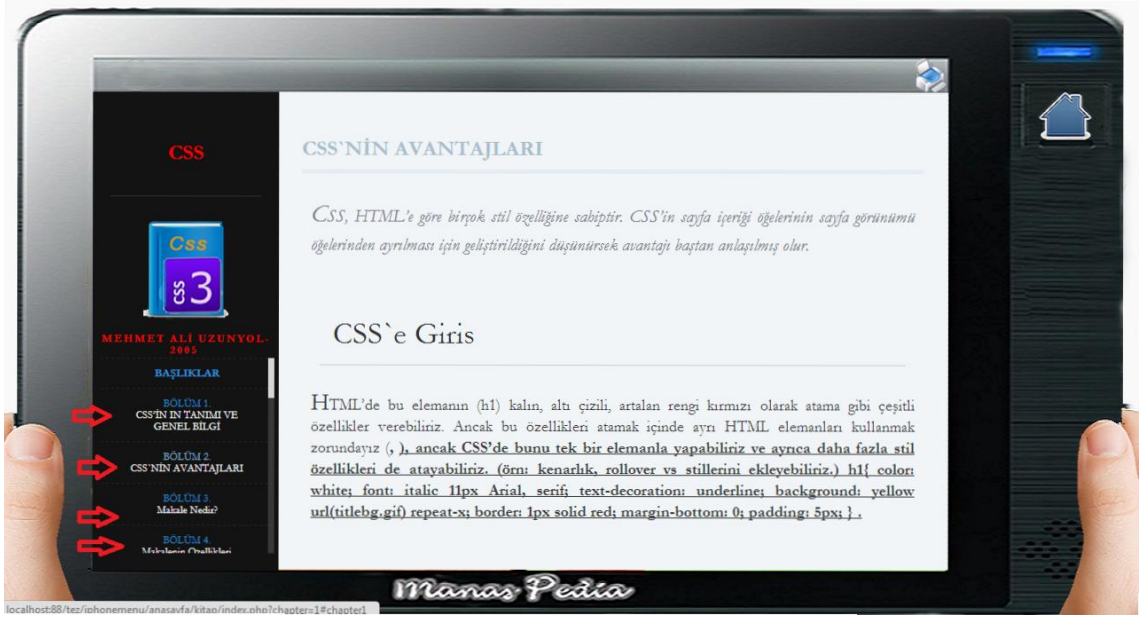 CSS
Css
CSS 3
MEHMET ALİ UZUNYOL-
2005
BAŞLIKLAR
BÖLÜM 1.
CSS'İN IN TANIMI VE
GENEL BİLGİ
BÖLÜM 2.
CSS`NİN AVANTAJLARI
BÖLÜM 3.
Makale Nedir?
BÖLÜM 4.
Makalenin Ozellikleri
CSS`NİN AVANTAJLARI
CSS, HTML'e göre birçok stil özelliğine sahiptir. CSS'in sayfa içeriği öğelerinin sayfa görünümü
öğelerinden ayrılması için geliştirildiğini düşünürsek avantajı baştan anlaşılmış olur.
CSS`e Giris
HTML'de bu elemanın (h1) kalın, altı çizili, artalan rengi kırmızı olarak atama gibi çeşitli
özellikler verebiliriz. Ancak bu özellikleri atamak içinde ayrı HTML elemanları kullanmak
zorundayız (, ), ancak CSS'de bunu tek bir elemanla yapabiliriz ve ayrıca daha fazla stil
özellikleri de atayabiliriz. (örn: kenarlık, rollover vs stillerini ekleyebiliriz.) h1{ color:
white; font: italic 11px Arial, serif; text-decoration: underline; background: yellow
url(titlebg.gif) repeat-x; border: 1px solid red; margin-bottom: 0; padding: 5px; } .
Manas Pedia
localhost:88/tez/iphonemenu/anasayfa/kitap/index.php?chapter=1#chapter1